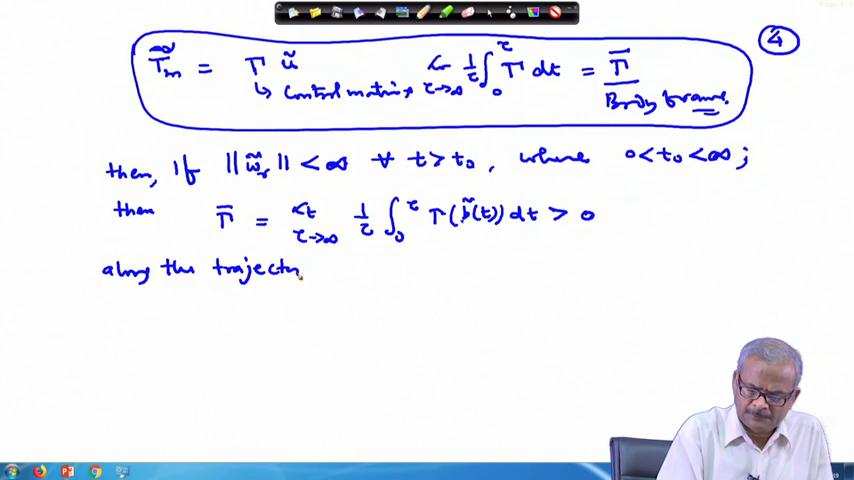 ④
T̃m = Γ ũ    Lt τ→∞ 1/τ ∫₀^τ Γ dt = Γ̄
↳ Control matrix    Body frame.
then, If ||ω̃r|| < ∞ ∀ t > t₀, where 0 < t₀ < ∞;
then Γ̄ = Lt τ→∞ 1/τ ∫₀^τ Γ(b̃(t)) dt > 0
along the trajector